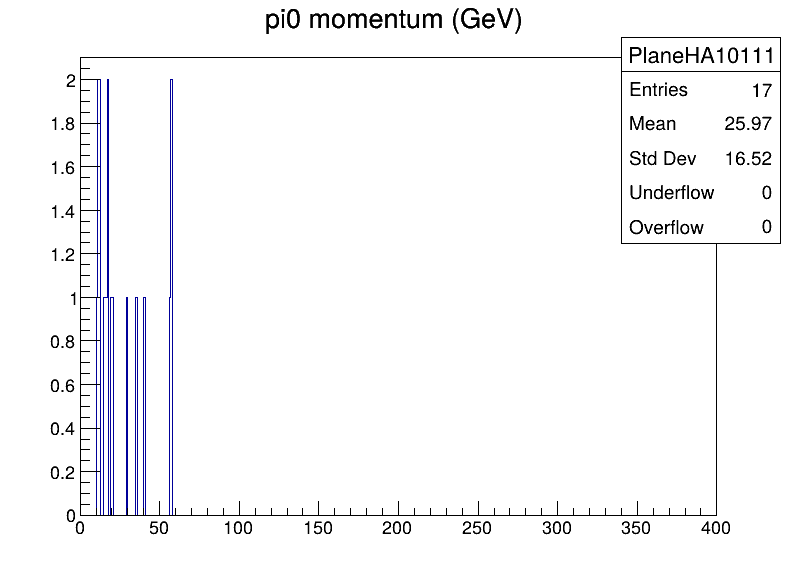 pi0 momentum (GeV)
PlaneHA10111
Entries 17
Mean 25.97
Std Dev 16.52
Underflow 0
Overflow 0
2
1.8
1.6
1.4
1.2
1
0.8
0.6
0.4
0.2
0
0 50 100 150 200 250 300 350 400